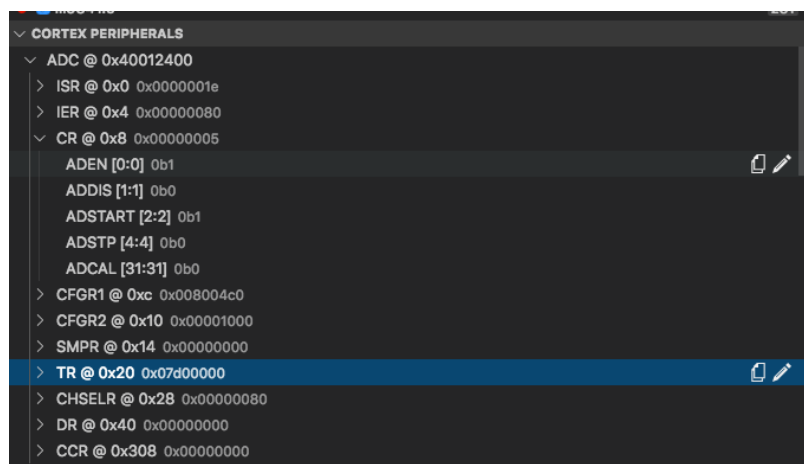 CORTEX PERIPHERALS
ADC @ 0x40012400
ISR @ 0x0 0x0000001e
IER @ 0x4 0x00000080
CR @ 0x8 0x00000005
ADEN [0:0] 0b1
ADDIS [1:1] 0b0
ADSTART [2:2] 0b1
ADSTP [4:4] 0b0
ADCAL [31:31] 0b0
CFGR1 @ 0xc 0x008004c0
CFGR2 @ 0x10 0x00001000
SMPR @ 0x14 0x00000000
TR @ 0x20 0x07d00000
CHSELR @ 0x28 0x00000080
DR @ 0x40 0x00000000
CCR @ 0x308 0x00000000